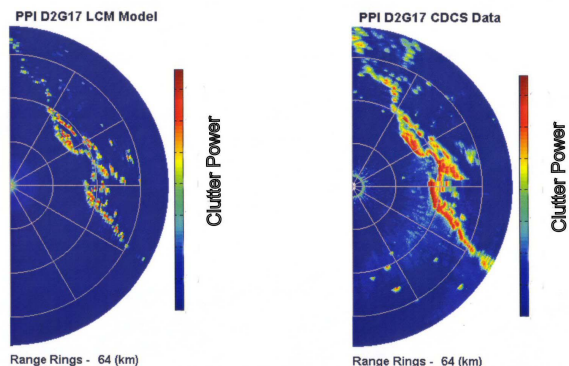 PPI D2G17 LCM Model
PPI D2G17 CDCS Data
Clutter Power
Clutter Power
Range Rings - 64 (km)
Range Rings - 64 (km)